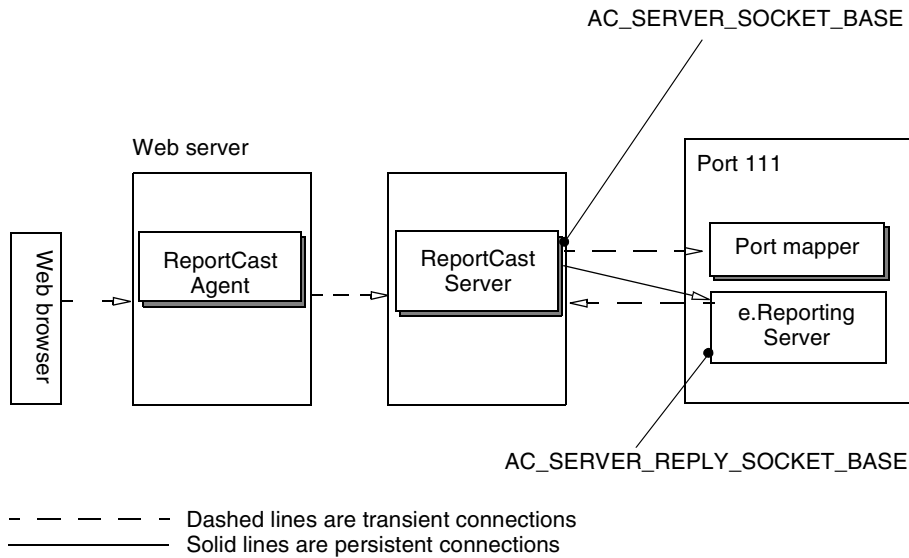 AC_SERVER_SOCKET_BASE
Web server
Port 111
Web browser
ReportCast
Agent
ReportCast
Server
Port mapper
e.Reporting
Server
AC_SERVER_REPLY_SOCKET_BASE
Dashed lines are transient connections
Solid lines are persistent connections